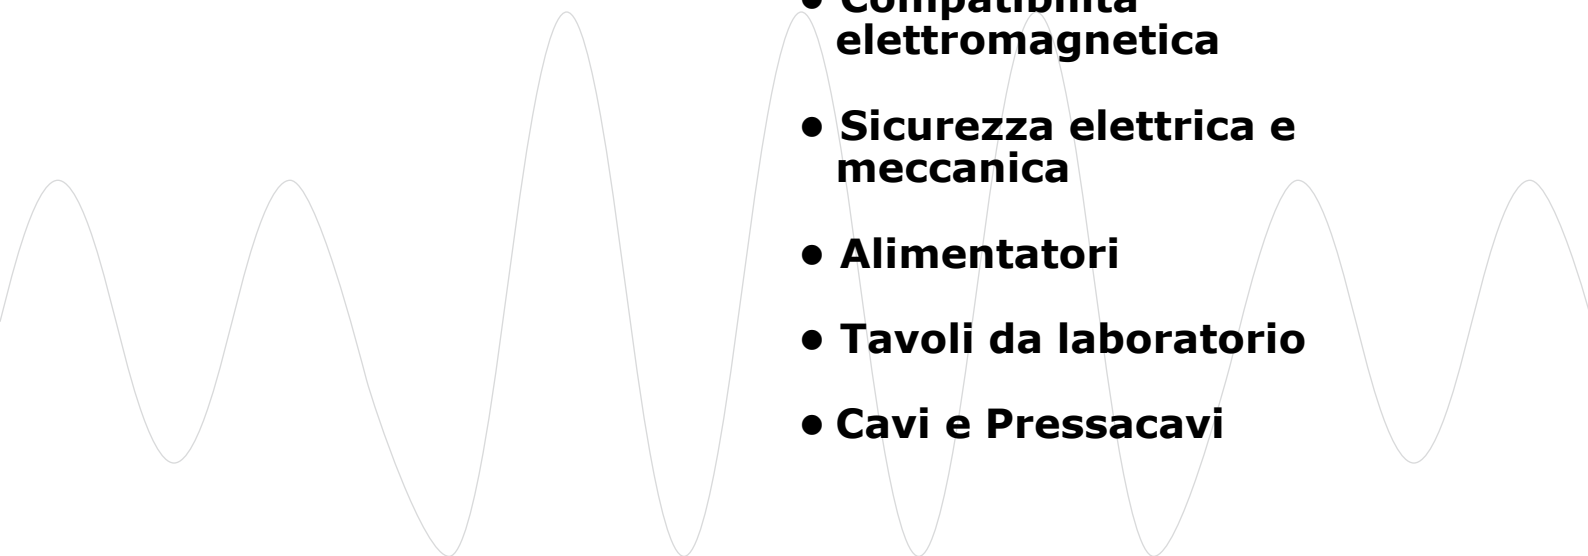 • Compatibilità
elettromagnetica
• Sicurezza elettrica e
meccanica
• Alimentatori
• Tavoli da laboratorio
• Cavi e Pressacavi